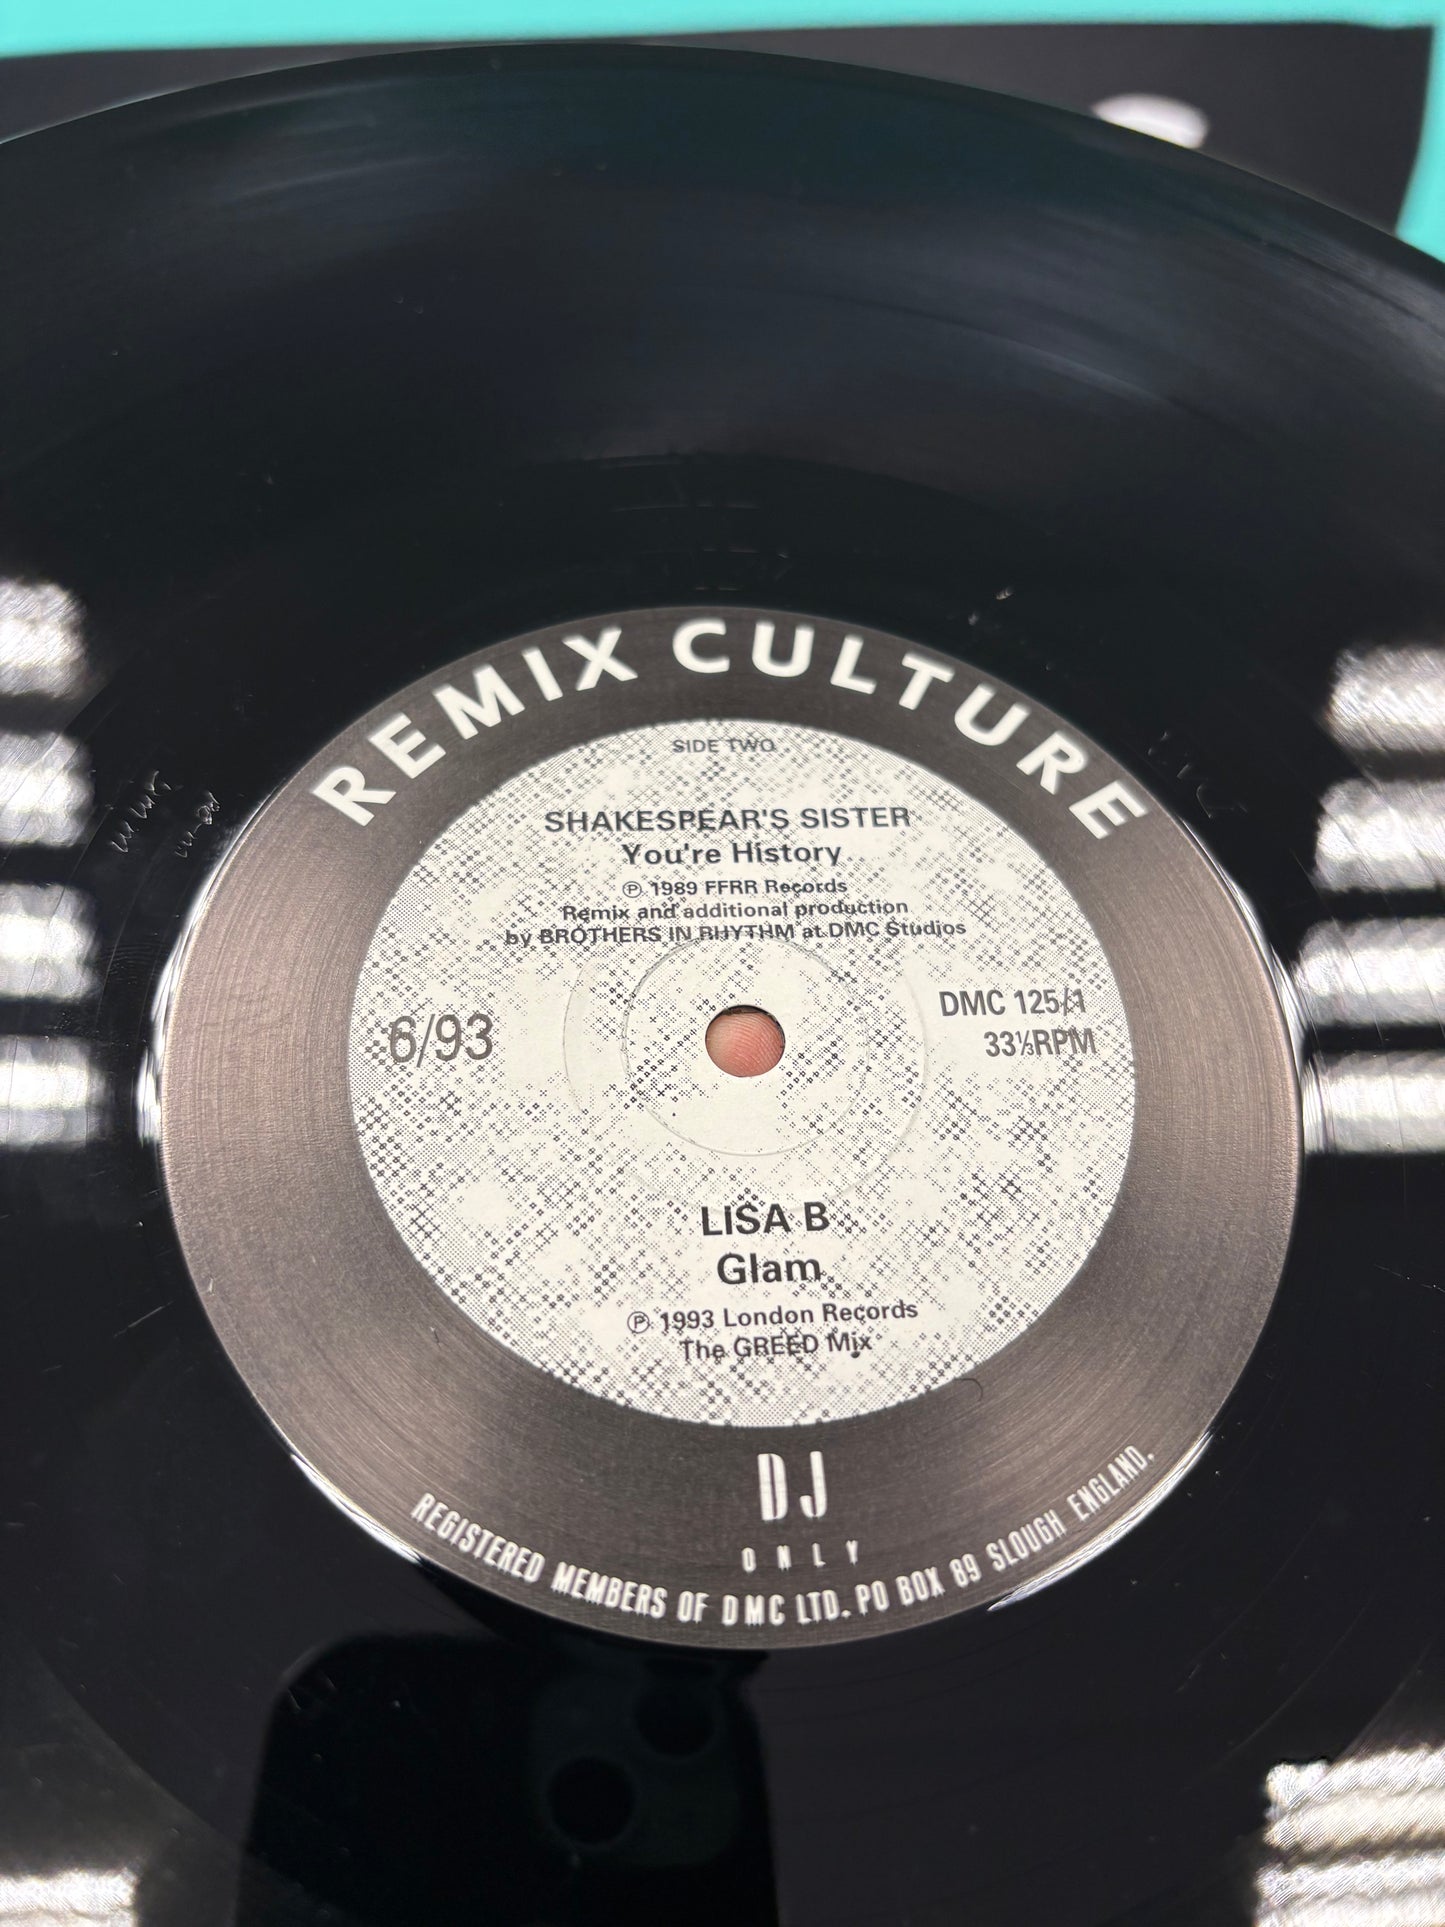 REMIX CULTURE
SIDE TWO
SHAKESPEAR'S SISTER
You're History
℗ 1989 FFRR Records
Remix and additional production
by BROTHERS IN RHYTHM at DMC Studios
6/93
DMC 125/1
33⅓RPM
LISA B
Glam
℗ 1993 London Records
The GREED Mix
DJ
ONLY
REGISTERED MEMBERS OF DMC LTD. PO BOX 89 SLOUGH ENGLAND.